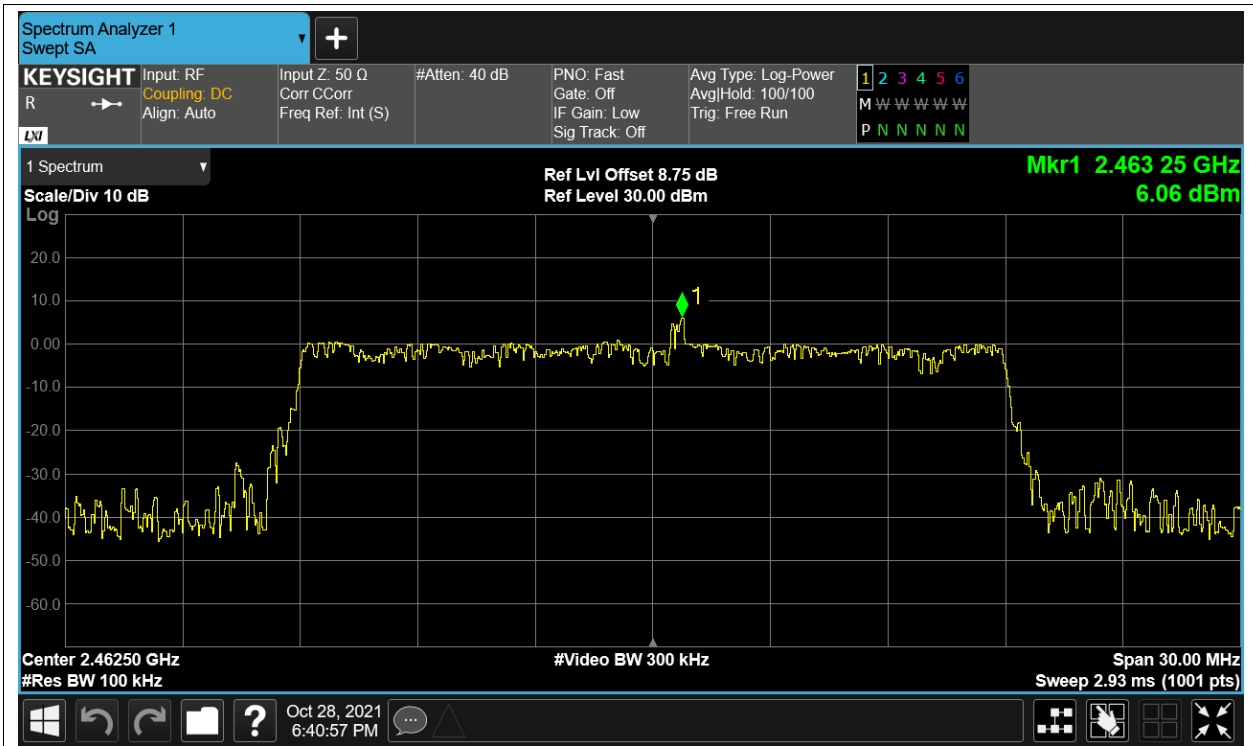 Spectrum Analyzer 1
Swept SA
KEYSIGHT
R
LXI
Input: RF
Coupling: DC
Align: Auto
Input Z: 50 Ω
Corr CCorr
Freq Ref: Int (S)
#Atten: 40 dB
PNO: Fast
Gate: Off
IF Gain: Low
Sig Track: Off
Avg Type: Log-Power
Avg|Hold: 100/100
Trig: Free Run
1 2 3 4 5 6
M W W W W W
P N N N N N
1 Spectrum
Scale/Div 10 dB
Ref Lvl Offset 8.75 dB
Ref Level 30.00 dBm
Mkr1 2.463 25 GHz
6.06 dBm
Log
20.0
10.0
1
0.00
-10.0
-20.0
-30.0
-40.0
-50.0
-60.0
Center 2.46250 GHz
#Video BW 300 kHz
Span 30.00 MHz
#Res BW 100 kHz
Sweep 2.93 ms (1001 pts)
?
Oct 28, 2021
6:40:57 PM